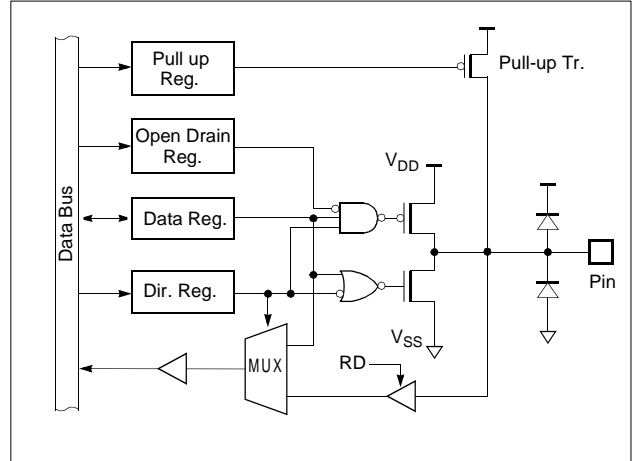 Pull up
Reg.
Pull-up Tr.
Open Drain
Reg.
VDD
Data Bus
Data Reg.
Dir. Reg.
Pin
VSS
MUX
RD